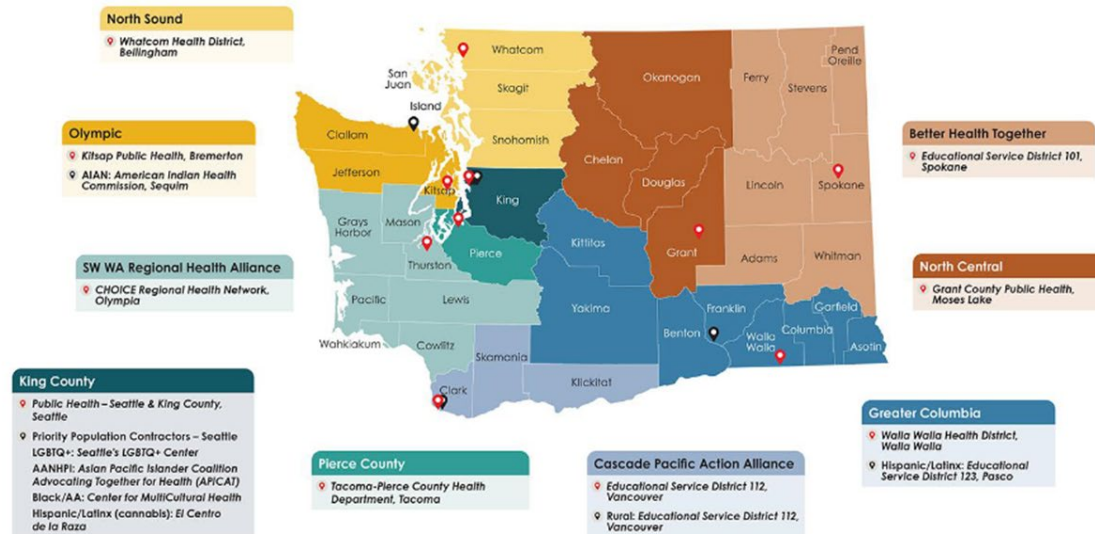 North Sound
Whatcom Health District,
Bellingham
Olympic
Kitsap Public Health, Bremerton
AIAN: American Indian Health
Commission, Sequim
SW WA Regional Health Alliance
CHOICE Regional Health Network,
Olympia
King County
Public Health – Seattle & King County,
Seattle
Priority Population Contractors – Seattle
LGBTQ+: Seattle's LGBTQ+ Center
AANHPI: Asian Pacific Islander Coalition
Advocating Together for Health (APICAT)
Black/AA: Center for MultiCultural Health
Hispanic/Latinx (cannabis): El Centro
de la Raza
Pierce County
Tacoma-Pierce County Health
Department, Tacoma
Cascade Pacific Action Alliance
Educational Service District 112,
Vancouver
Rural: Educational Service District 112,
Vancouver
Better Health Together
Educational Service District 101,
Spokane
North Central
Grant County Public Health,
Moses Lake
Greater Columbia
Walla Walla Health District,
Walla Walla
Hispanic/Latinx: Educational
Service District 123, Pasco
Whatcom
San
Juan
Skagit
Island
Snohomish
Clallam
Jefferson
Kitsap
King
Grays
Harbor
Mason
Thurston
Pierce
Pacific
Lewis
Wahkiakum
Cowlitz
Clark
Skamania
Klickitat
Okanogan
Chelan
Douglas
Grant
Kittitas
Yakima
Benton
Franklin
Walla
Walla
Columbia
Garfield
Asotin
Ferry
Stevens
Pend
Oreille
Lincoln
Spokane
Adams
Whitman